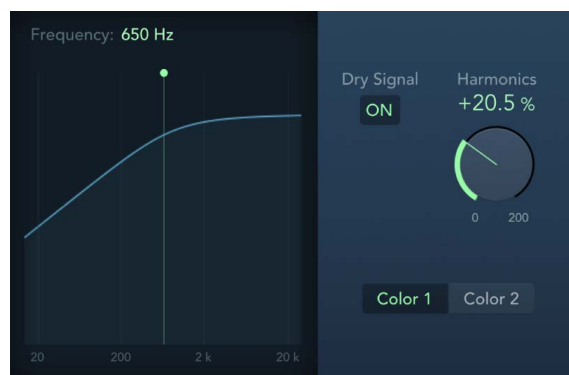 Frequency: 650 Hz
Dry Signal
ON
Harmonics
+20.5 %
0 200
Color 1 Color 2
20 200 2 k 20 k